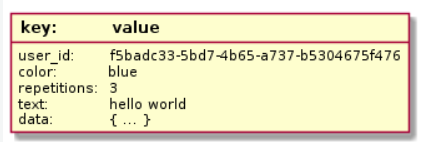 key: value
user_id: f5badc33-5bd7-4b65-a737-b5304675f476
color: blue
repetitions: 3
text: hello world
data: { ... }